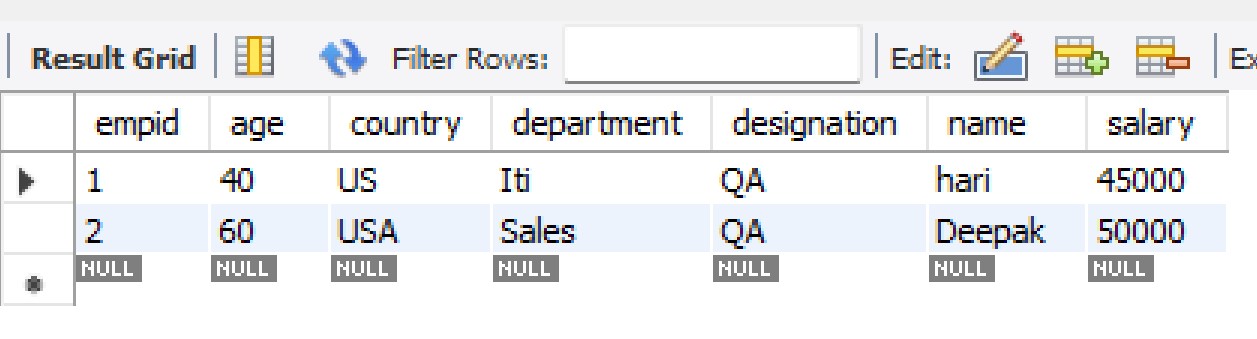 Result Grid Filter Rows: Edit: Ex
empid age country department designation name salary
1 40 US Iti QA hari 45000
2 60 USA Sales QA Deepak 50000
NULL NULL NULL NULL NULL NULL NULL